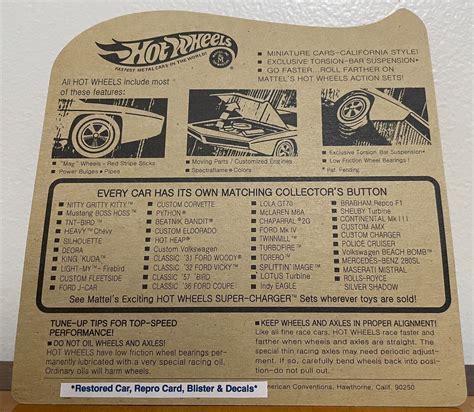 HOT WHEELS
FASTEST METAL CARS IN THE WORLD!
■ MINIATURE CARS-CALIFORNIA STYLE!
■ EXCLUSIVE TORSION-BAR SUSPENSION*
■ GO FAST...ROLL FARTHER ON
MATTEL'S HOT WHEELS ACTION SETS!
All HOT WHEELS include most
of these features:
■ "Mag" Wheels - Red Stripe Slicks
■ Power Bulges ■ Pipes
■ Moving Parts / Customized Engines
■ Spectraflame® Colors
■ Exclusive Torsion Bar Suspension*
■ Low Friction Wheel Bearings!
*Pat. Pending
EVERY CAR HAS ITS OWN MATCHING COLLECTOR'S BUTTON
■ NITTY GRITTY KITTY™
■ Mustang BOSS HOSS™
■ TNT-BIRD™
■ HEAVY™ Chevy
■ SILHOUETTE
■ DEORA
■ KING 'KUDA™
■ LIGHT-MY™-Firebird
■ CUSTOM FLEETSIDE
■ FORD J-CAR
■ CUSTOM CORVETTE
■ PYTHON®
■ BEATNIK BANDIT™
■ CUSTOM ELDORADO
■ HOT HEAP®
■ Custom Volkswagen
■ CLASSIC '31 FORD WOODY®
■ CLASSIC '32 FORD VICKY™
■ CLASSIC '57 BIRD
■ CLASSIC '36 FORD COUPE
■ LOLA GT70
■ McLAREN M6A
■ CHAPARRAL® 2G
■ FORD Mk IV
■ TWINMILL™
■ TURBOFIRE™
■ TORERO™
■ SPLITTIN' IMAGE™
■ LOTUS Turbine
■ Indy EAGLE
■ BRABHAM, Repco F1
■ SHELBY Turbine
■ CONTINENTAL Mk III
■ CUSTOM AMX
■ CUSTOM CHARGER
■ POLICE CRUISER
■ Volkswagen BEACH BOMB™
■ MERCEDES-BENZ 280SL
■ MASERATI MISTRAL
■ ROLLS-ROYCE
SILVER SHADOW
See Mattel's Exciting HOT WHEELS SUPER-CHARGER™ Sets wherever toys are sold!
TUNE-UP TIPS FOR TOP-SPEED
PERFORMANCE!
■ DO NOT OIL WHEELS AND AXLES!
HOT WHEELS have low friction wheel bearings per-
manently lubricated with a very special racing oil.
Ordinary oils will harm wheels.
■ KEEP WHEELS AND AXLES IN PROPER ALIGNMENT!
Like all fine race cars, HOT WHEELS race faster and
farther when wheels and axles are straight. The
special thin racing axles may need periodic adjust-
ment. If so, carefully bend wheels back into position
until axles are straight.
*Restored Car, Repro Card, Blister & Decals*
American Conventions, Hawthorne, Calif. 90250